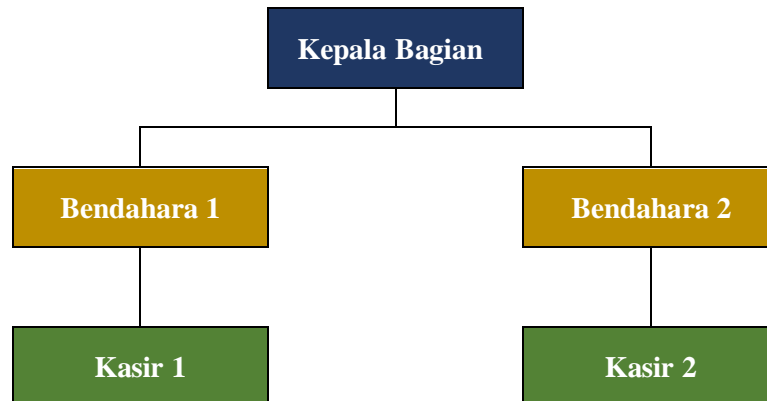 Kepala Bagian
Bendahara 1
Bendahara 2
Kasir 1
Kasir 2